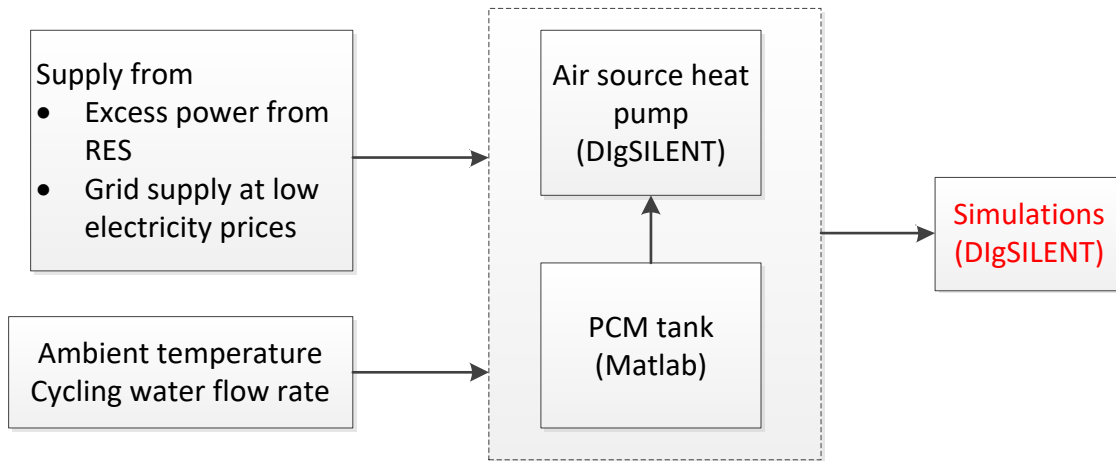 Supply from
• Excess power from
RES
• Grid supply at low
electricity prices
Ambient temperature
Cycling water flow rate
Air source heat
pump
(DIgSILENT)
PCM tank
(Matlab)
Simulations
(DIgSILENT)